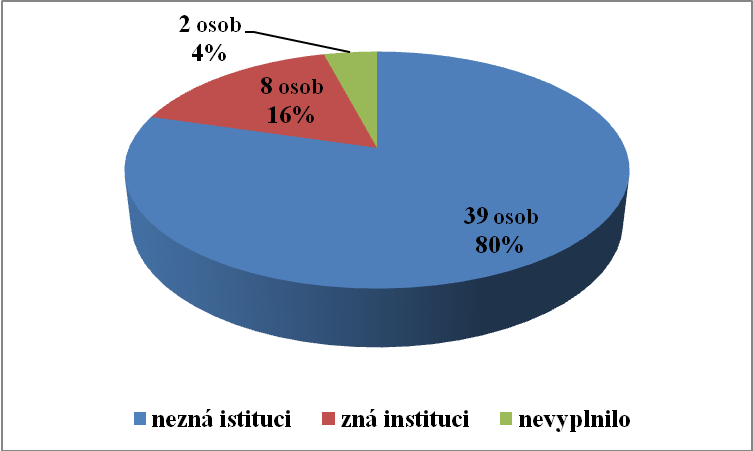 2 osob
4%
8 osob
16%
39 osob
80%
nezná istituci
zná instituci
nevyplnilo